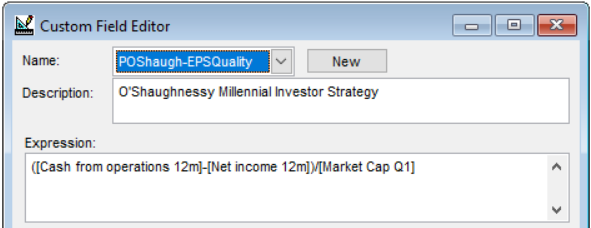 Custom Field Editor
Name: POShaugh-EPSQuality New
Description: O'Shaughnessy Millennial Investor Strategy
Expression:
([Cash from operations 12m]-[Net income 12m])/[Market Cap Q1]